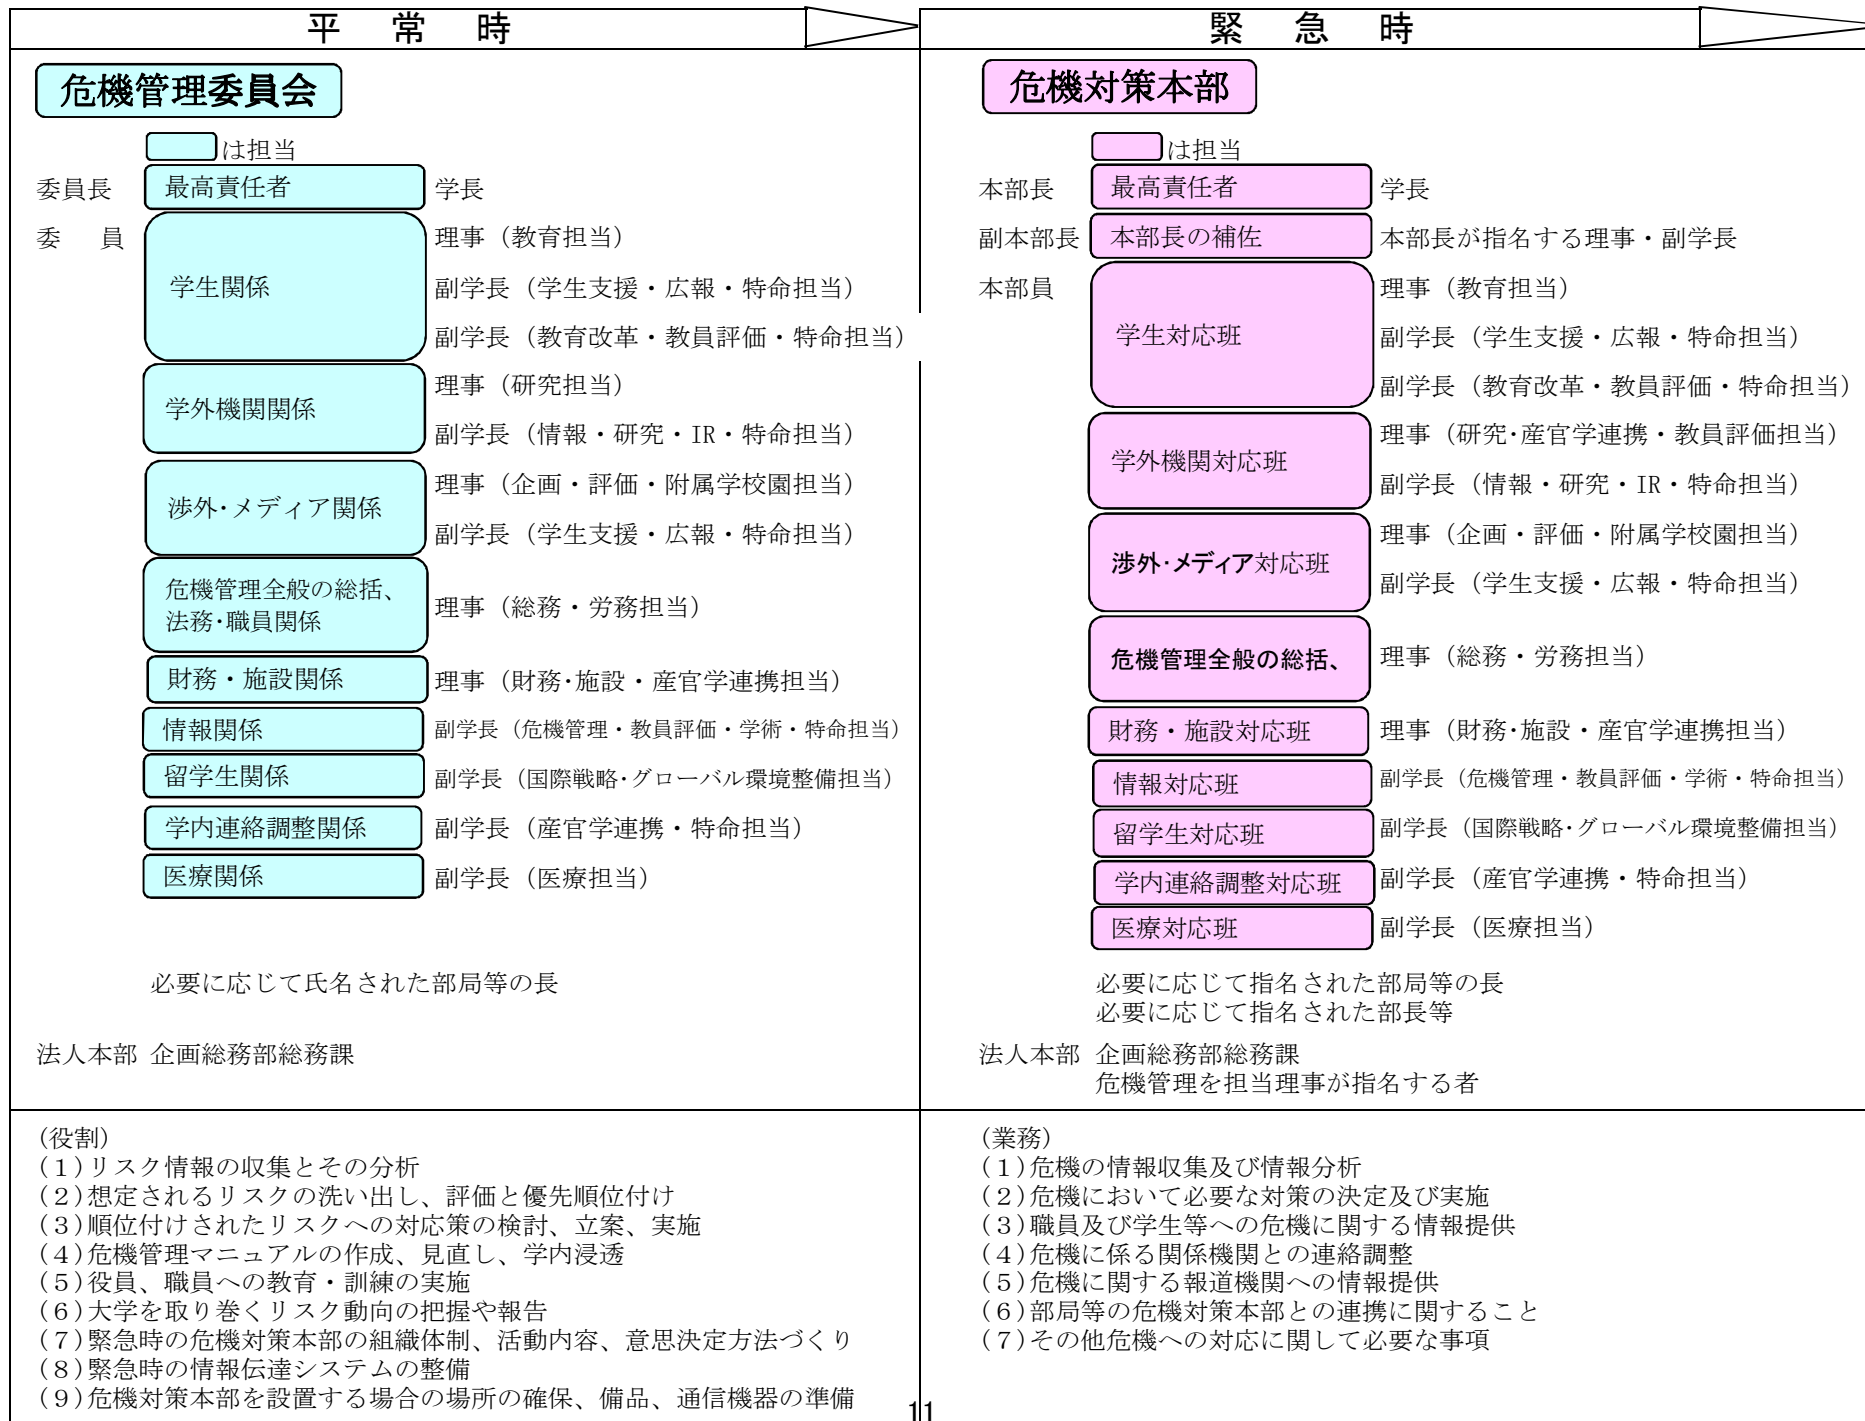 平常時
危機管理委員会
は担当
委員長 最高責任者 学長
委員 学生関係 理事（教育担当）
副学長（学生支援・広報・特命担当）
副学長（教育改革・教員評価・特命担当）
学外機関関係 理事（研究担当）
副学長（情報・研究・IR・特命担当）
渉外・メディア関係 理事（企画・評価・附属学校園担当）
副学長（学生支援・広報・特命担当）
危機管理全般の総括、
法務・職員関係 理事（総務・労務担当）
財務・施設関係 理事（財務・施設・産官学連携担当）
情報関係 副学長（危機管理・教員評価・学術・特命担当）
留学生関係 副学長（国際戦略・グローバル環境整備担当）
学内連絡調整関係 副学長（産官学連携・特命担当）
医療関係 副学長（医療担当）
必要に応じて氏名された部局等の長
法人本部 企画総務部総務課
（役割）
（１）リスク情報の収集とその分析
（２）想定されるリスクの洗い出し、評価と優先順位付け
（３）順位付けされたリスクへの対応策の検討、立案、実施
（４）危機管理マニュアルの作成、見直し、学内浸透
（５）役員、職員への教育・訓練の実施
（６）大学を取り巻くリスク動向の把握や報告
（７）緊急時の危機対策本部の組織体制、活動内容、意思決定方法づくり
（８）緊急時の情報伝達システムの整備
（９）危機対策本部を設置する場合の場所の確保、備品、通信機器の準備
緊急時
危機対策本部
は担当
本部長 最高責任者 学長
副本部長 本部長の補佐 本部長が指名する理事・副学長
本部員 学生対応班 理事（教育担当）
副学長（学生支援・広報・特命担当）
副学長（教育改革・教員評価・特命担当）
学外機関対応班 理事（研究・産官学連携・教員評価担当）
副学長（情報・研究・IR・特命担当）
渉外・メディア対応班 理事（企画・評価・附属学校園担当）
副学長（学生支援・広報・特命担当）
危機管理全般の総括、 理事（総務・労務担当）
財務・施設対応班 理事（財務・施設・産官学連携担当）
情報対応班 副学長（危機管理・教員評価・学術・特命担当）
留学生対応班 副学長（国際戦略・グローバル環境整備担当）
学内連絡調整対応班 副学長（産官学連携・特命担当）
医療対応班 副学長（医療担当）
必要に応じて指名された部局等の長
必要に応じて指名された部長等
法人本部 企画総務部総務課
危機管理を担当理事が指名する者
（業務）
（１）危機の情報収集及び情報分析
（２）危機において必要な対策の決定及び実施
（３）職員及び学生等への危機に関する情報提供
（４）危機に係る関係機関との連絡調整
（５）危機に関する報道機関への情報提供
（６）部局等の危機対策本部との連携に関すること
（７）その他危機への対応に関して必要な事項
11